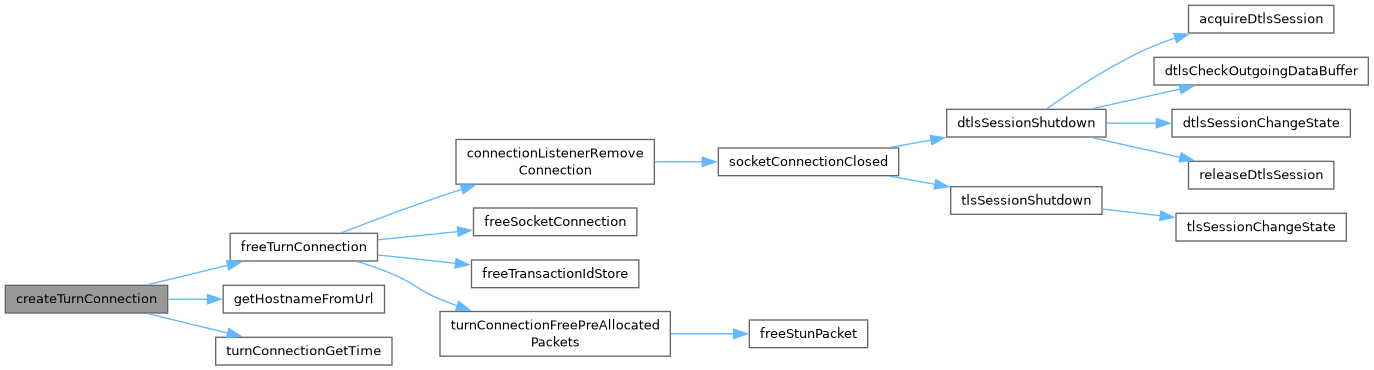 createTurnConnection
freeTurnConnection
getHostnameFromUrl
turnConnectionGetTime
connectionListenerRemove
Connection
freeSocketConnection
freeTransactionIdStore
turnConnectionFreePreAllocated
Packets
socketConnectionClosed
freeStunPacket
dtlsSessionShutdown
tlsSessionShutdown
acquireDtlsSession
dtlsCheckOutgoingDataBuffer
dtlsSessionChangeState
releaseDtlsSession
tlsSessionChangeState